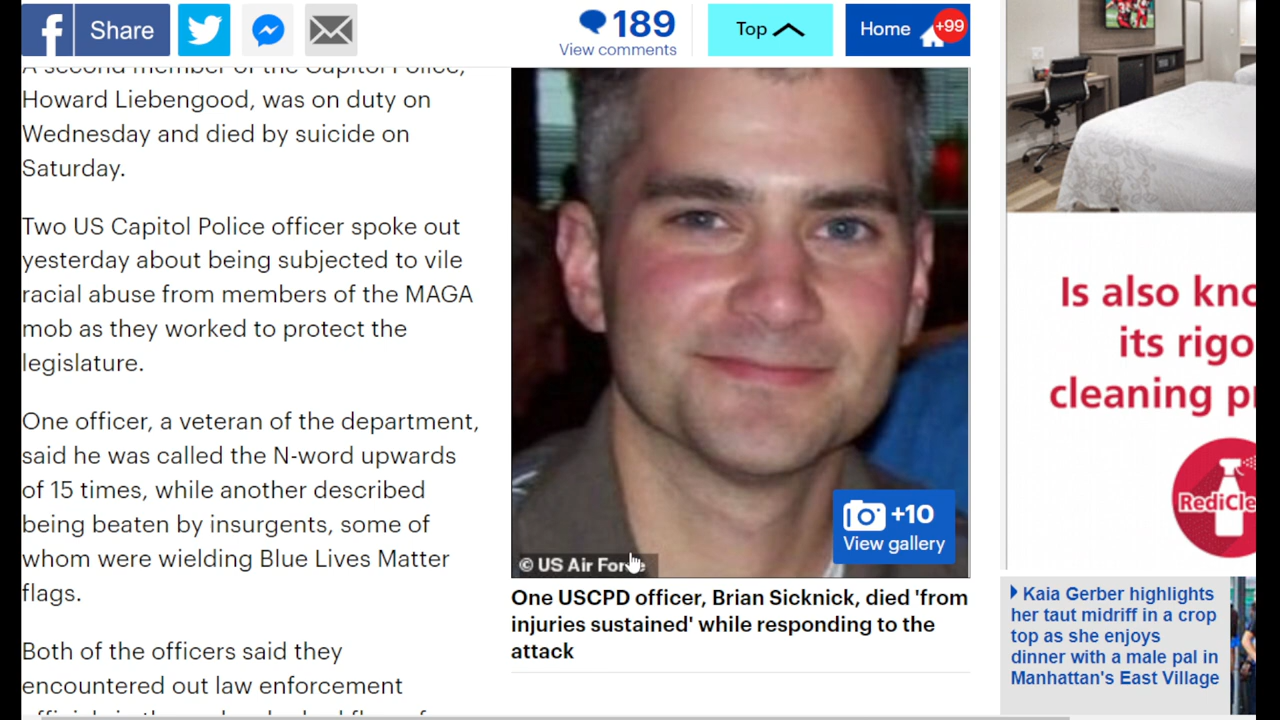 Share
189
View comments
Top
Home
+99
A second member of the Capitol Police,
Howard Liebengood, was on duty on
Wednesday and died by suicide on
Saturday.
Two US Capitol Police officer spoke out
yesterday about being subjected to vile
racial abuse from members of the MAGA
mob as they worked to protect the
legislature.
One officer, a veteran of the department,
said he was called the N-word upwards
of 15 times, while another described
being beaten by insurgents, some of
whom were wielding Blue Lives Matter
flags.
Both of the officers said they
encountered out law enforcement
+10
View gallery
© US Air Force
One USCPD officer, Brian Sicknick, died 'from
injuries sustained' while responding to the
attack
Is also kno
its rigo
cleaning p
RediCle
Kaia Gerber highlights
her taut midriff in a crop
top as she enjoys
dinner with a male pal in
Manhattan's East Village